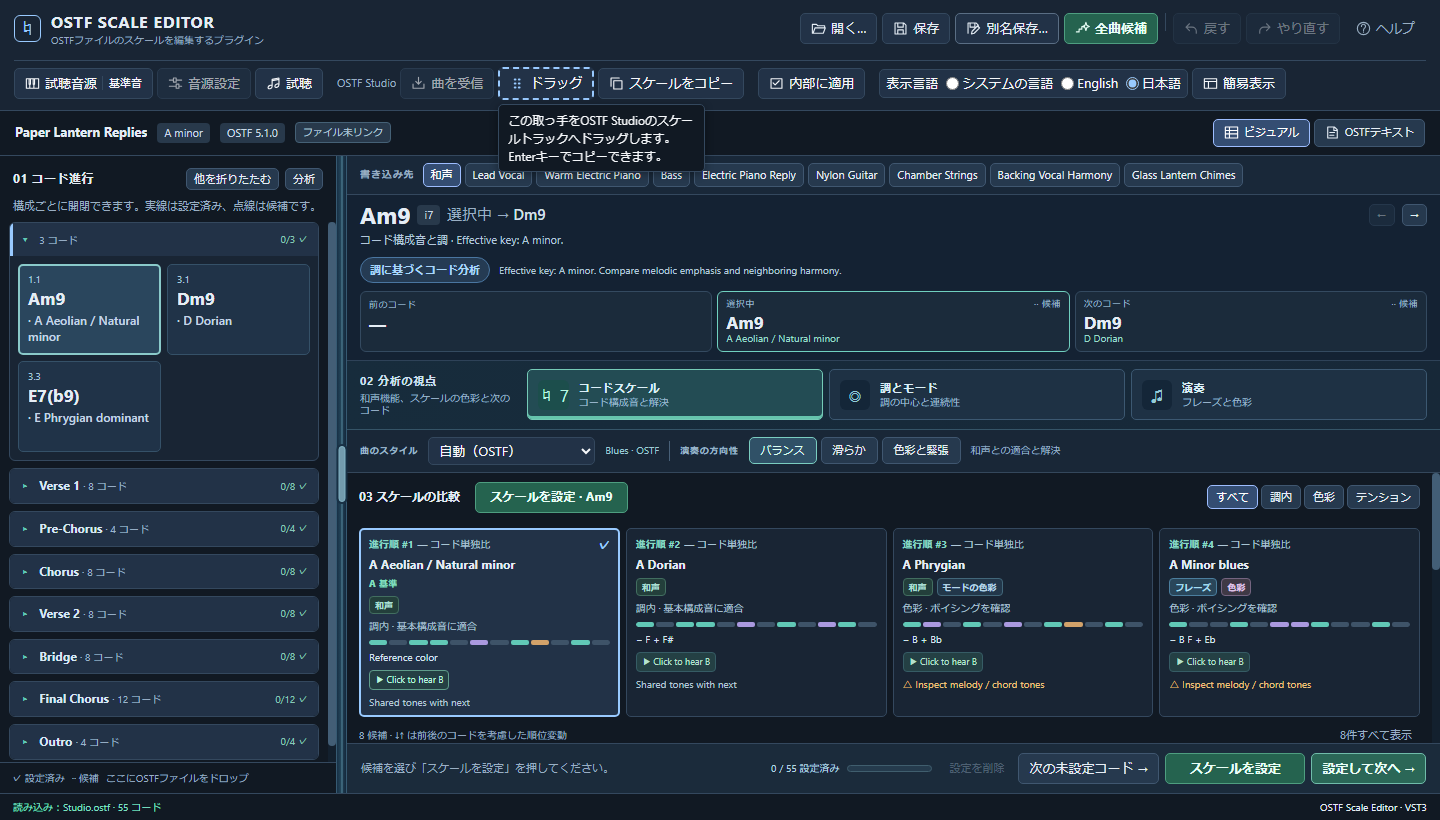 OSTF SCALE EDITOR
OSTFファイルのスケールを編集するプラグイン
開く...
保存
別名保存...
全曲候補
戻す
やり直す
ヘルプ
試聴音源 基準音
音源設定
試聴
OSTF Studio
曲を受信
ドラッグ
スケールをコピー
内部に適用
表示言語 システムの言語 English 日本語
簡易表示
この取っ手をOSTF Studioのスケールトラックへドラッグします。
Enterキーでコピーできます。
Paper Lantern Replies
A minor
OSTF 5.1.0
ファイル未リンク
ビジュアル
OSTFテキスト
01 コード進行
他を折りたたむ
分析
構成ごとに開閉できます。実線は設定済み、点線は候補です。
▾ 3 コード 0/3 ✓
1.1
Am9
· A Aeolian / Natural minor
3.1
Dm9
· D Dorian
3.3
E7(b9)
· E Phrygian dominant
▸ Verse 1 · 8 コード 0/8 ✓
▸ Pre-Chorus · 4 コード 0/4 ✓
▸ Chorus · 8 コード 0/8 ✓
▸ Verse 2 · 8 コード 0/8 ✓
▸ Bridge · 8 コード 0/8 ✓
▸ Final Chorus · 12 コード 0/12 ✓
▸ Outro · 4 コード 0/4 ✓
✓ 設定済み ·· 候補 ここにOSTFファイルをドロップ
書き込み先
和声
Lead Vocal
Warm Electric Piano
Bass
Electric Piano Reply
Nylon Guitar
Chamber Strings
Backing Vocal Harmony
Glass Lantern Chimes
Am9 i7 選択中 → Dm9
← →
コード構成音と調 · Effective key: A minor.
調に基づくコード分析
Effective key: A minor. Compare melodic emphasis and neighboring harmony.
前のコード
—
選択中 ·· 候補
Am9
A Aeolian / Natural minor
次のコード ·· 候補
Dm9
D Dorian
02 分析の視点
和声機能、スケールの色彩と次のコード
♮ 7
コードスケール
コード構成音と解決
◎
調とモード
調の中心と連続性
演奏
フレーズと色彩
曲のスタイル
自動（OSTF）
Blues · OSTF
演奏の方向性
バランス
滑らか
色彩と緊張
和声との適合と解決
03 スケールの比較
スケールを設定 · Am9
すべて
調内
色彩
テンション
進行順 #1 — コード単独比 ✓
A Aeolian / Natural minor
A 基準
和声
調内 · 基本構成音に適合
Reference color
▶ Click to hear B
Shared tones with next
進行順 #2 — コード単独比
A Dorian
和声
調内 · 基本構成音に適合
− F + F#
▶ Click to hear B
Shared tones with next
進行順 #3 — コード単独比
A Phrygian
和声 モードの色彩
色彩 · ボイシングを確認
− B + Bb
▶ Click to hear B
△ Inspect melody / chord tones
進行順 #4 — コード単独比
A Minor blues
フレーズ 色彩
色彩 · ボイシングを確認
− B F + Eb
▶ Click to hear B
△ Inspect melody / chord tones
8 候補 · ↓↑ は前後のコードを考慮した順位変動
8件すべて表示
候補を選び「スケールを設定」を押してください。
0 / 55 設定済み
設定を削除
次の未設定コード →
スケールを設定
設定して次へ →
読み込み：Studio.ostf · 55 コード
OSTF Scale Editor · VST3